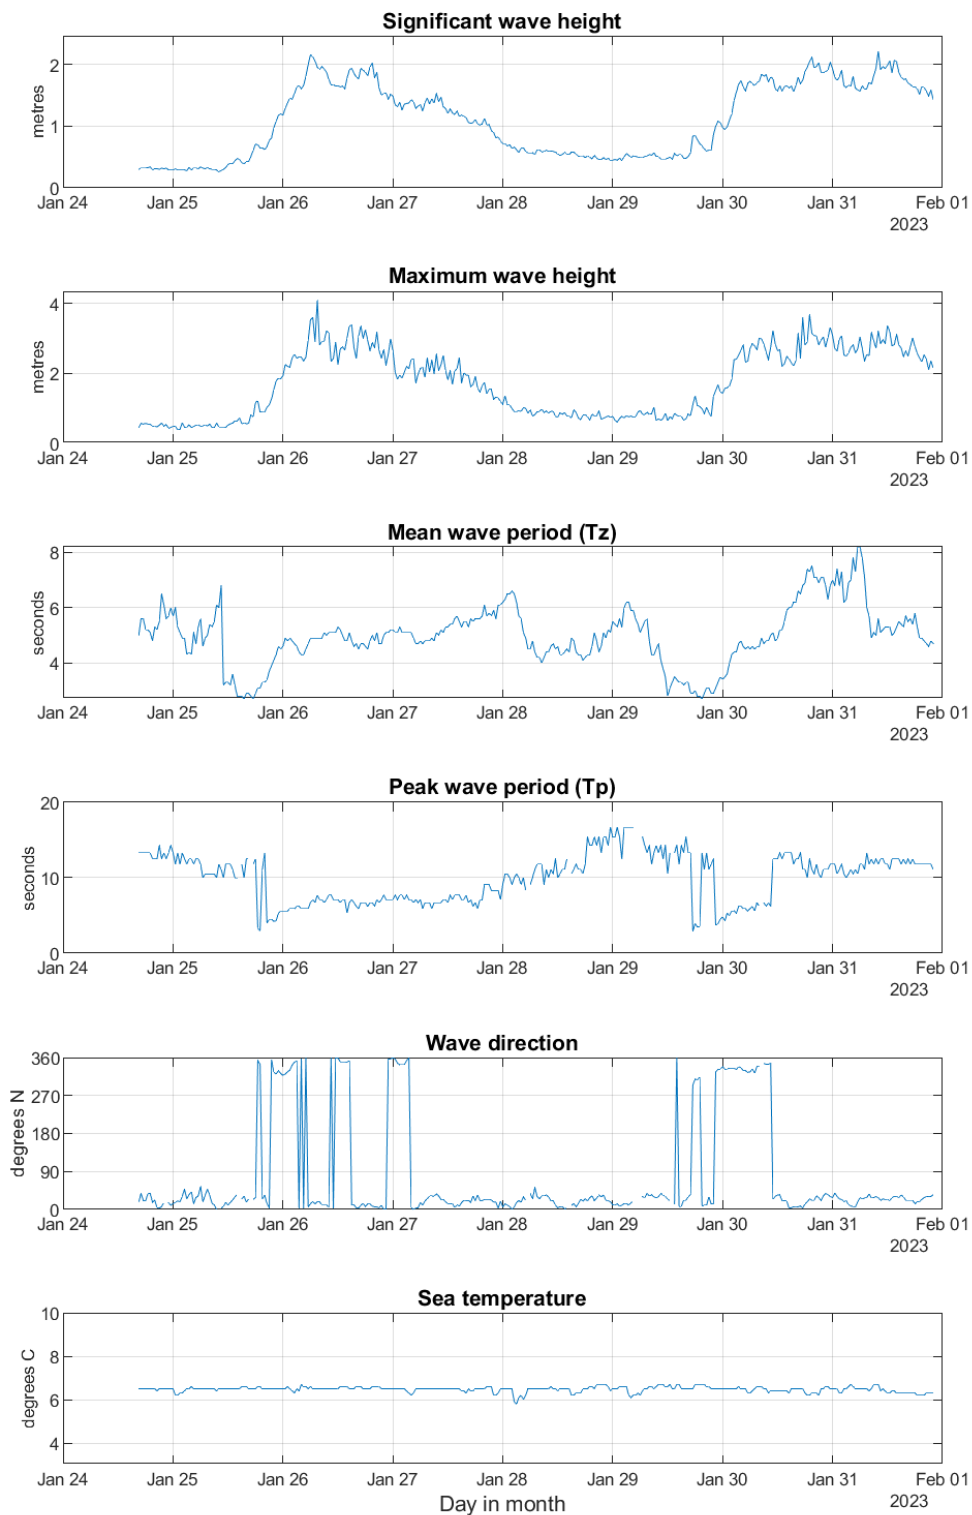 Significant wave height
2
1
0
metres
Jan 24 Jan 25 Jan 26 Jan 27 Jan 28 Jan 29 Jan 30 Jan 31 Feb 01
2023
Maximum wave height
4
2
0
metres
Jan 24 Jan 25 Jan 26 Jan 27 Jan 28 Jan 29 Jan 30 Jan 31 Feb 01
2023
Mean wave period (Tz)
8
6
4
seconds
Jan 24 Jan 25 Jan 26 Jan 27 Jan 28 Jan 29 Jan 30 Jan 31 Feb 01
2023
Peak wave period (Tp)
20
10
0
seconds
Jan 24 Jan 25 Jan 26 Jan 27 Jan 28 Jan 29 Jan 30 Jan 31 Feb 01
2023
Wave direction
360
270
180
90
0
degrees N
Jan 24 Jan 25 Jan 26 Jan 27 Jan 28 Jan 29 Jan 30 Jan 31 Feb 01
2023
Sea temperature
10
8
6
4
degrees C
Jan 24 Jan 25 Jan 26 Jan 27 Jan 28 Jan 29 Jan 30 Jan 31 Feb 01
Day in month
2023